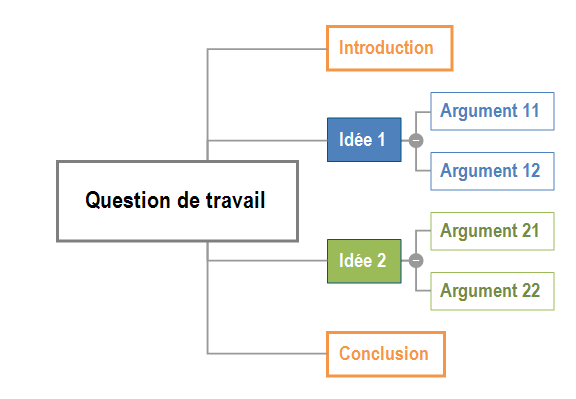 Introduction
Argument 11
Idée 1
Argument 12
Question de travail
Argument 21
Idée 2
Argument 22
Conclusion